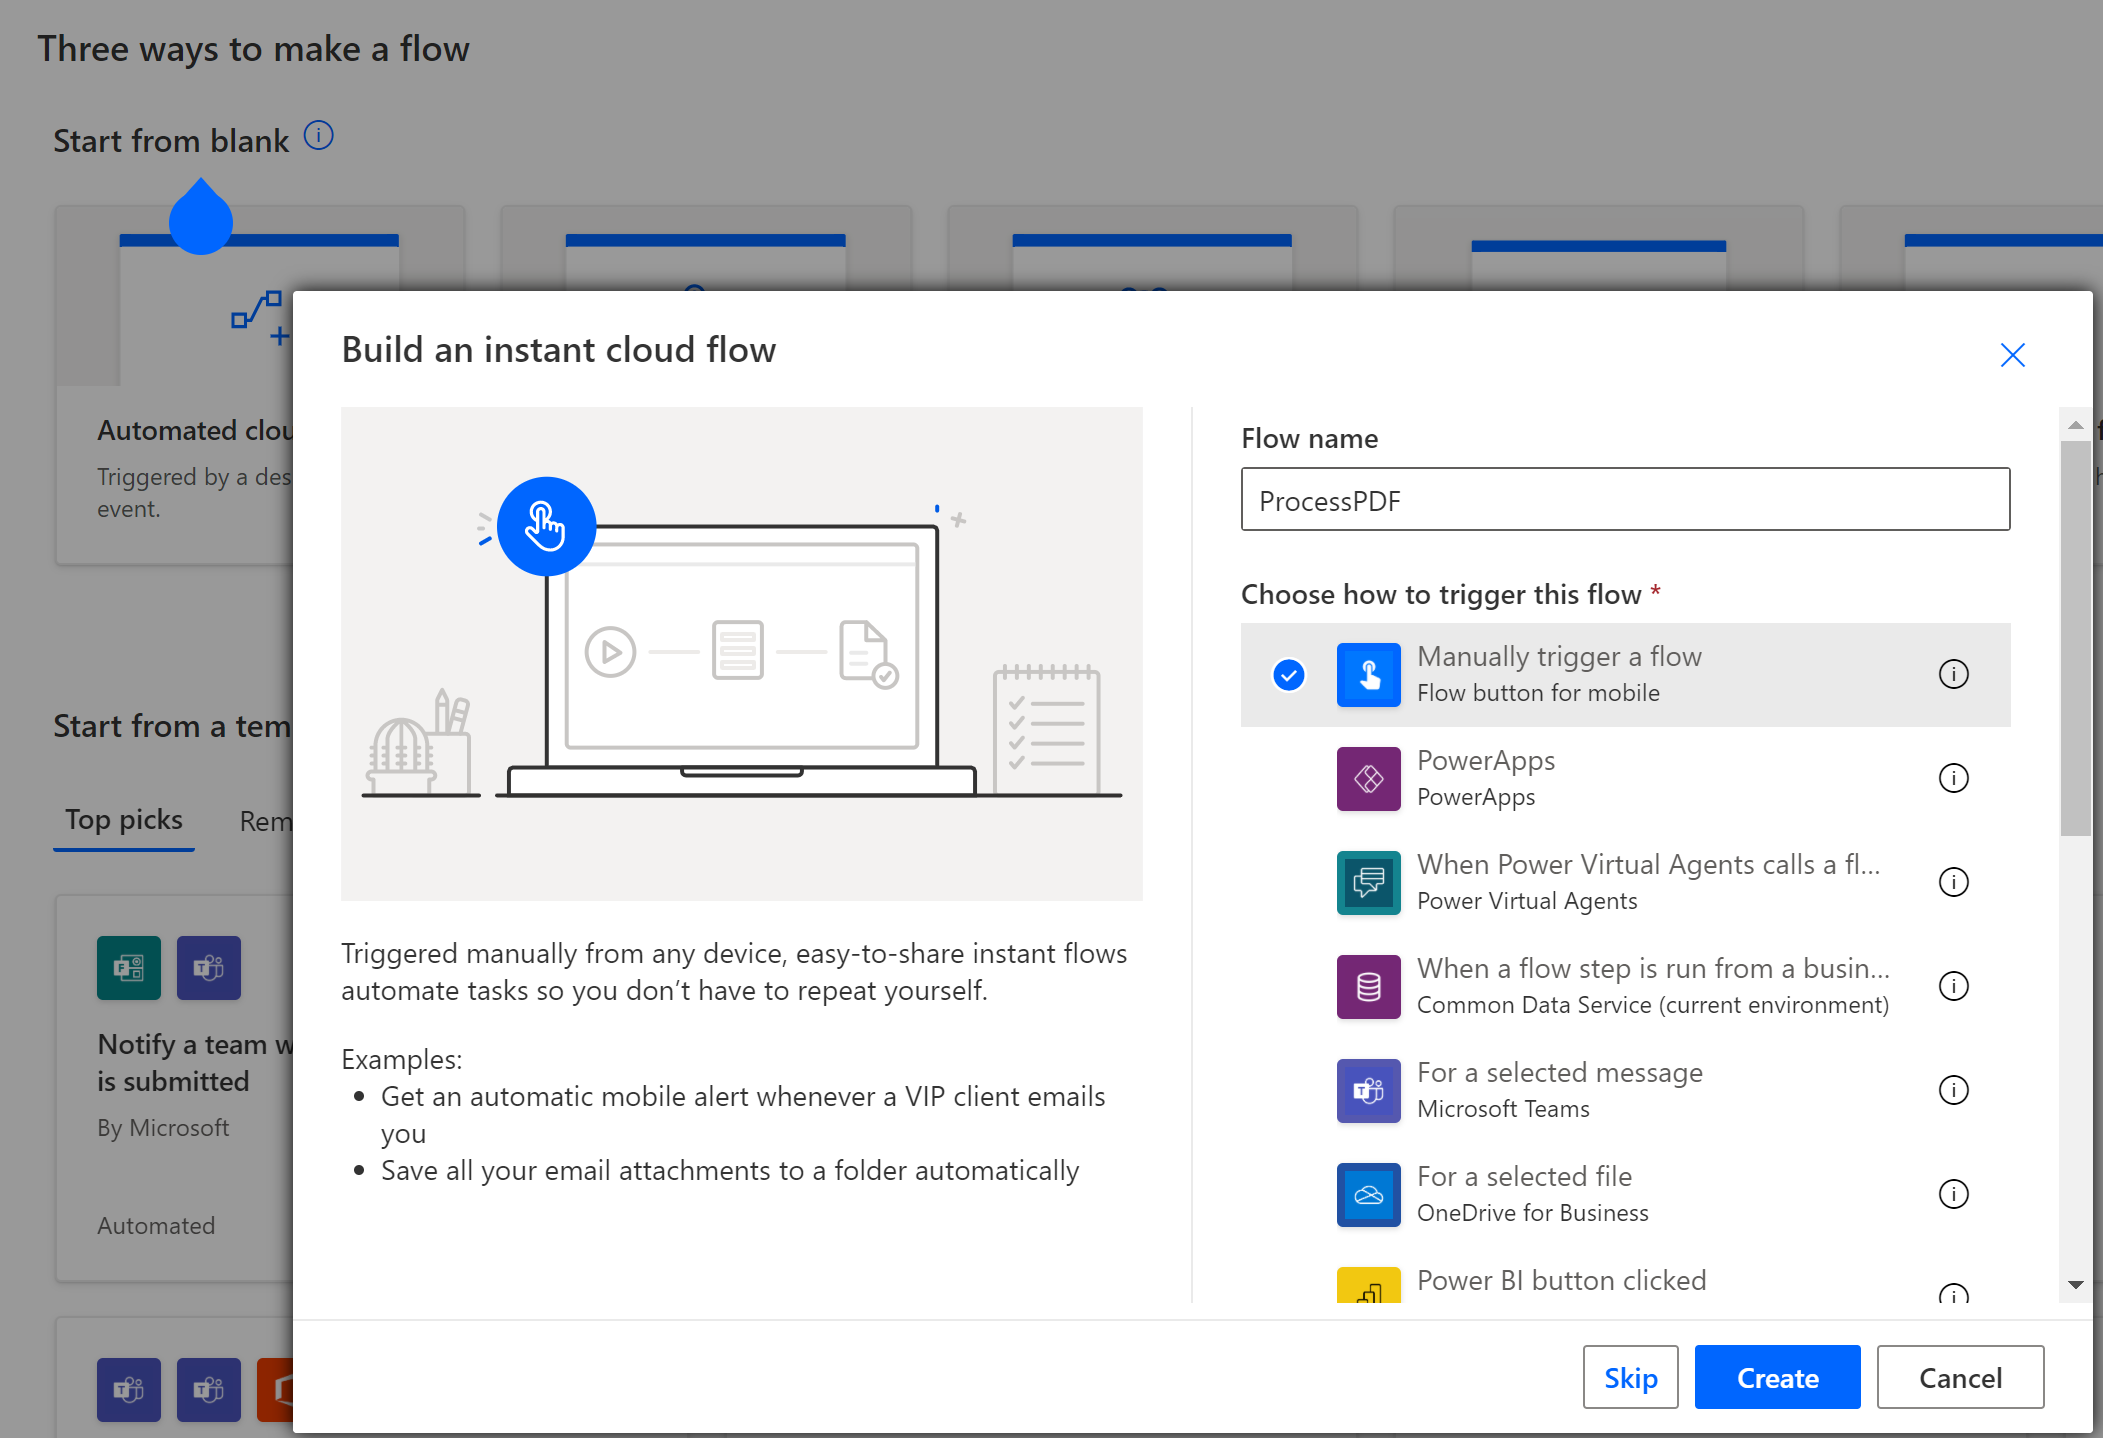 Three ways to make a flow
Start from blank
Automated clou
Triggered by a des
event.
Start from a tem
Top picks
Rem
Notify a team w
is submitted
By Microsoft
Automated
Build an instant cloud flow
Triggered manually from any device, easy-to-share instant flows
automate tasks so you don’t have to repeat yourself.
Examples:
Get an automatic mobile alert whenever a VIP client emails
you
Save all your email attachments to a folder automatically
Flow name
ProcessPDF
Choose how to trigger this flow *
Manually trigger a flow
Flow button for mobile
PowerApps
PowerApps
When Power Virtual Agents calls a fl...
Power Virtual Agents
When a flow step is run from a busin...
Common Data Service (current environment)
For a selected message
Microsoft Teams
For a selected file
OneDrive for Business
Power BI button clicked
Skip
Create
Cancel